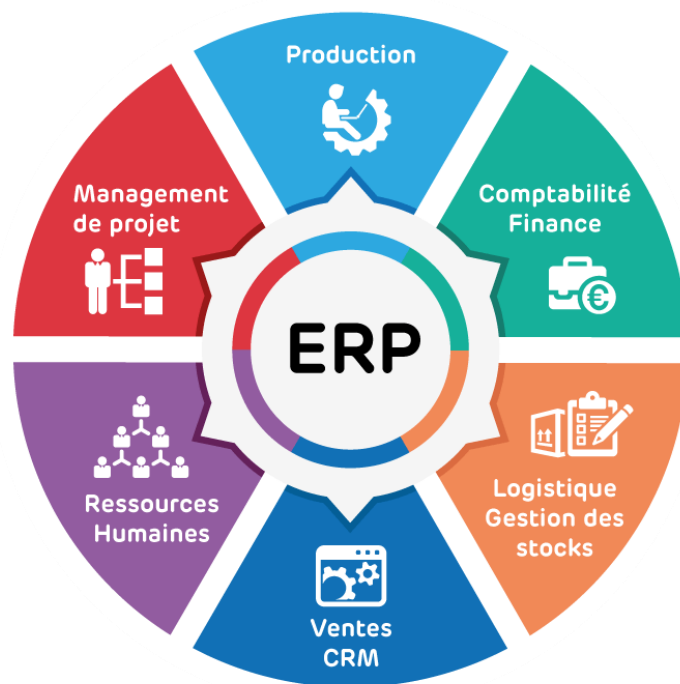 Production
Comptabilité
Finance
Logistique
Gestion des
stocks
Ventes
CRM
Ressources
Humaines
Management
de projet
ERP
€